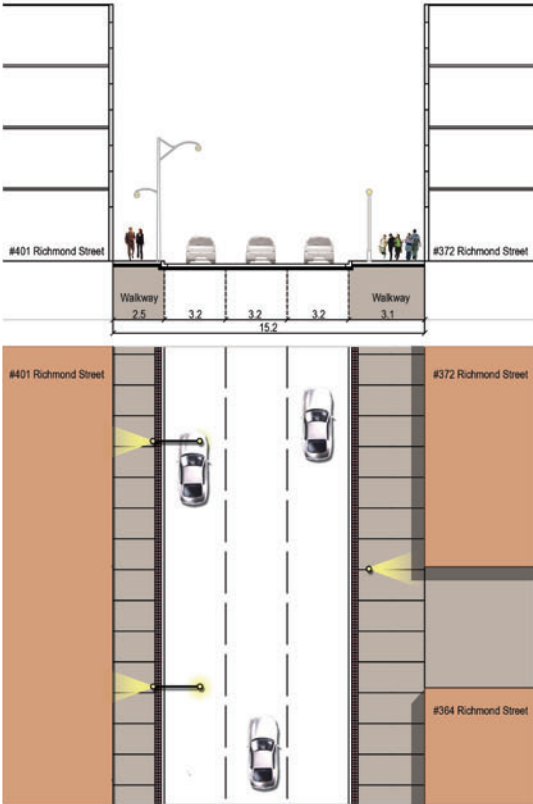 #401 Richmond Street
#372 Richmond Street
Walkway
Walkway
2.5
3.2
3.2
3.2
3.1
15.2
#401 Richmond Street
#372 Richmond Street
#364 Richmond Street